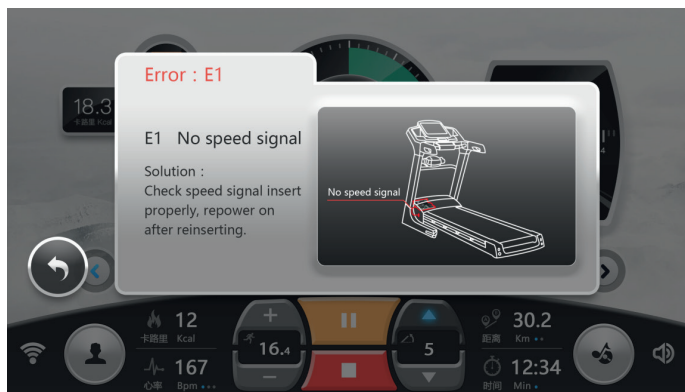 Error : E1
E1 No speed signal
Solution :
Check speed signal insert
properly, repower on
after reinserting.
No speed signal
18.3
卡路里 Kcal
4
12
卡路里 Kcal
167
心率 Bpm
16.4
5
30.2
距离 Km
12:34
时间 Min